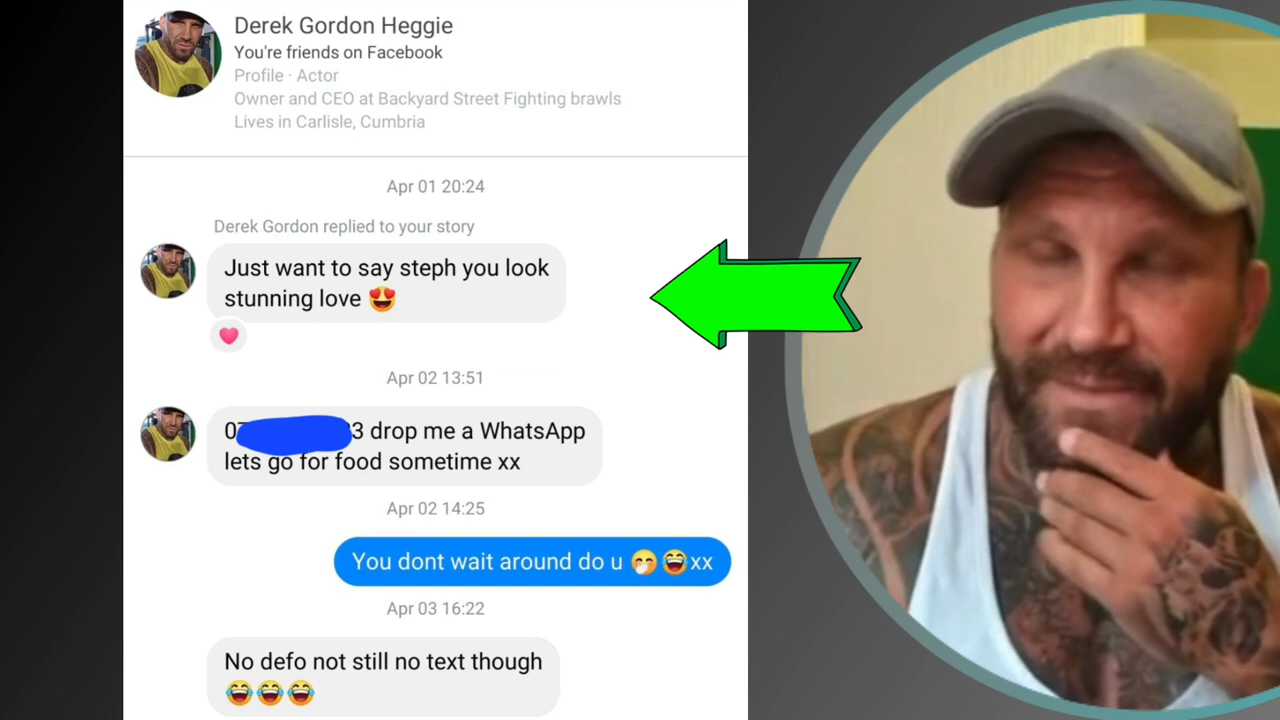 Derek Gordon Heggie
You're friends on Facebook
Profile · Actor
Owner and CEO at Backyard Street Fighting brawls
Lives in Carlisle, Cumbria
Apr 01 20:24
Derek Gordon replied to your story
Just want to say steph you look
stunning love 😍
Apr 02 13:51
drop me a WhatsApp
lets go for food sometime xx
Apr 02 14:25
You dont wait around do u 🤭😂xx
Apr 03 16:22
No defo not still no text though
😂😂😂